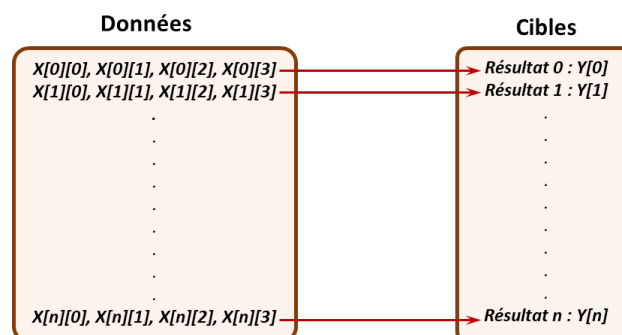 Données
X[0][0], X[0][1], X[0][2], X[0][3]
X[1][0], X[1][1], X[1][2], X[1][3]
.
.
.
.
.
.
.
.
.
X[n][0], X[n][1], X[n][2], X[n][3]
Cibles
Résultat 0 : Y[0]
Résultat 1 : Y[1]
.
.
.
.
.
.
.
.
.
Résultat n : Y[n]